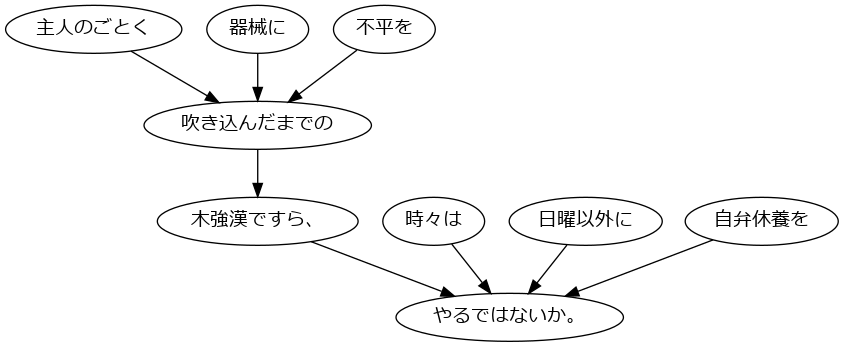 主人のごとく
器械に
不平を
吹き込んだまでの
木強漢ですら、
時々は
日曜以外に
自弁休養を
やるではないか。